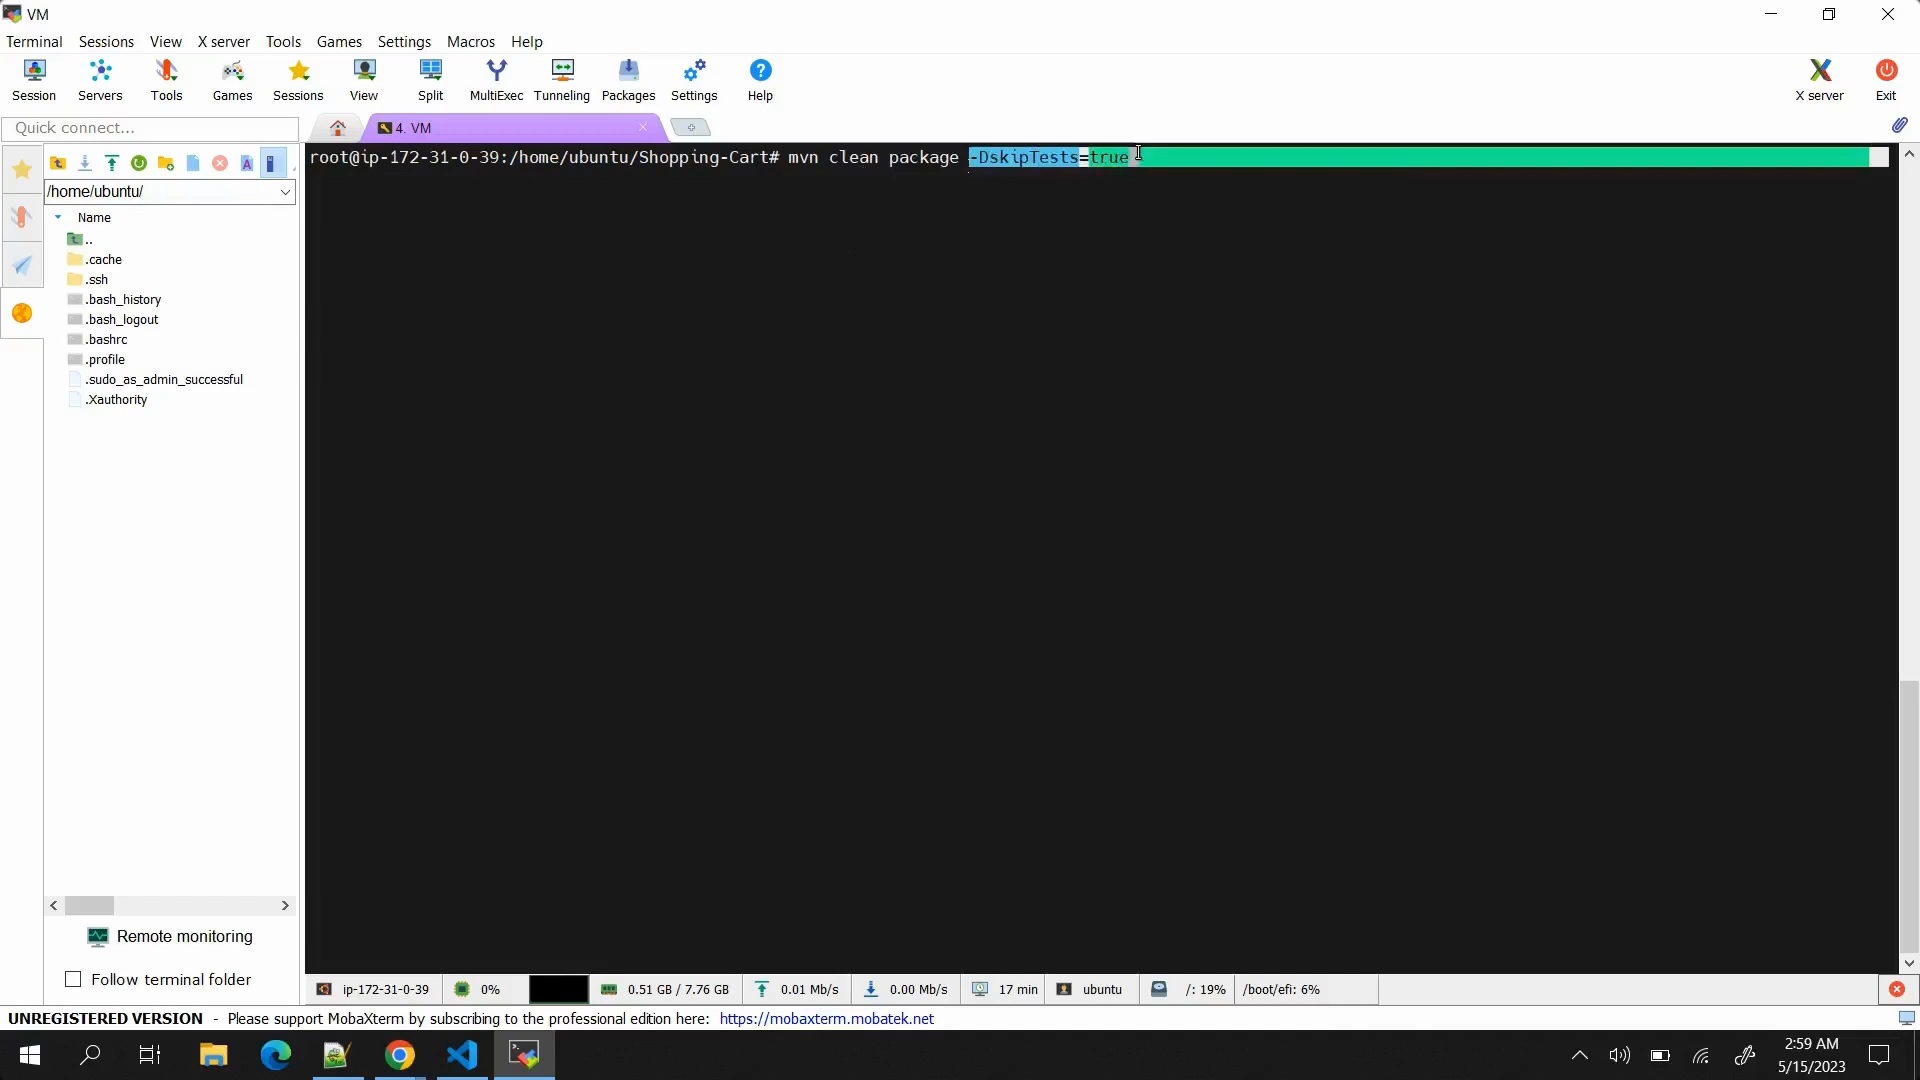 VM
Terminal Sessions View X server Tools Games Settings Macros Help
Session Servers Tools Games Sessions View Split MultiExec Tunneling Packages Settings Help X server Exit
Quick connect...
4. VM
root@ip-172-31-0-39:/home/ubuntu/Shopping-Cart# mvn clean package -DskipTests=true
/home/ubuntu/
Name
..
.cache
.ssh
.bash_history
.bash_logout
.bashrc
.profile
.sudo_as_admin_successful
.Xauthority
Remote monitoring
Follow terminal folder
ip-172-31-0-39 0% 0.51 GB / 7.76 GB 0.01 Mb/s 0.00 Mb/s 17 min ubuntu /: 19% /boot/efi: 6%
UNREGISTERED VERSION - Please support MobaXterm by subscribing to the professional edition here: https://mobaxterm.mobatek.net
2:59 AM
5/15/2023